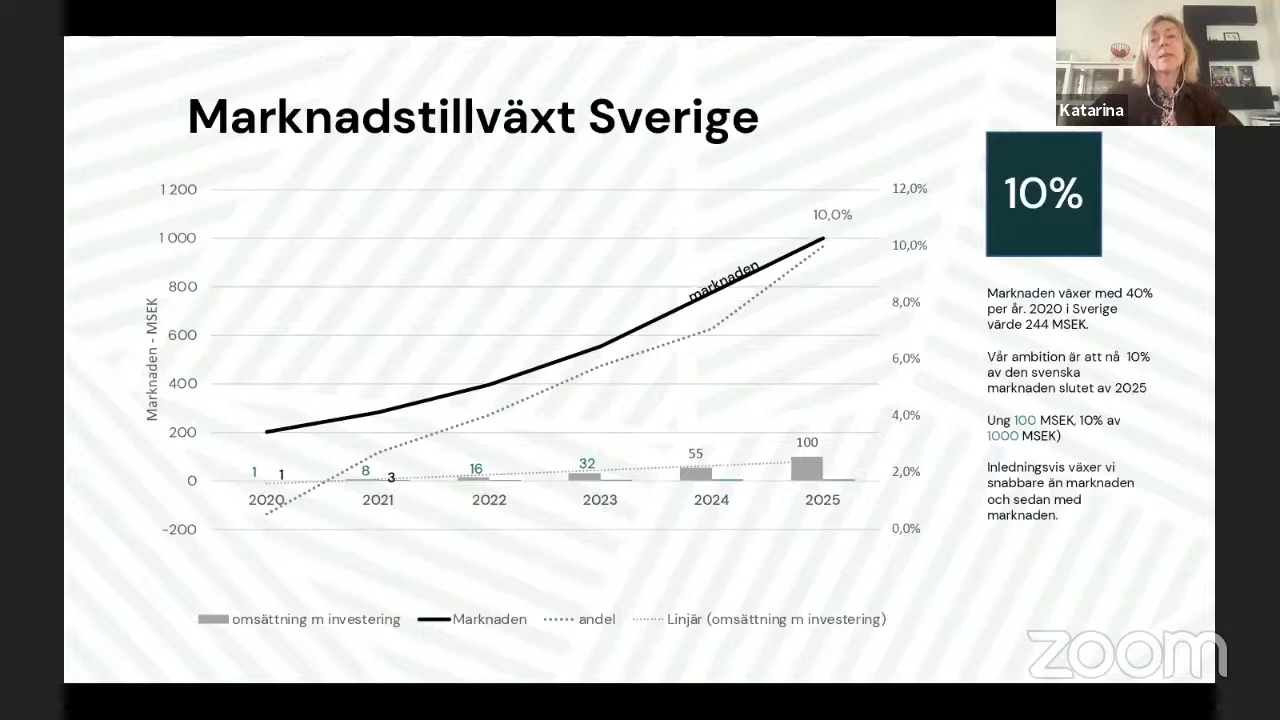 Katarina
Marknadstillväxt Sverige
10%
1 200
1 000
800
600
400
200
0
-200
Marknaden - MSEK
12,0%
10,0%
8,0%
6,0%
4,0%
2,0%
0,0%
10,0%
marknaden
1
1
8
3
16
32
55
100
2020
2021
2022
2023
2024
2025
omsättning m investering
Marknaden
andel
Linjär (omsättning m investering)
Marknaden växer med 40%
per år. 2020 i Sverige
värde 244 MSEK.
Vår ambition är att nå 10%
av den svenska
marknaden slutet av 2025
Ung 100 MSEK, 10% av
1000 MSEK)
Inledningsvis växer vi
snabbare än marknaden
och sedan med
marknaden.
zoom